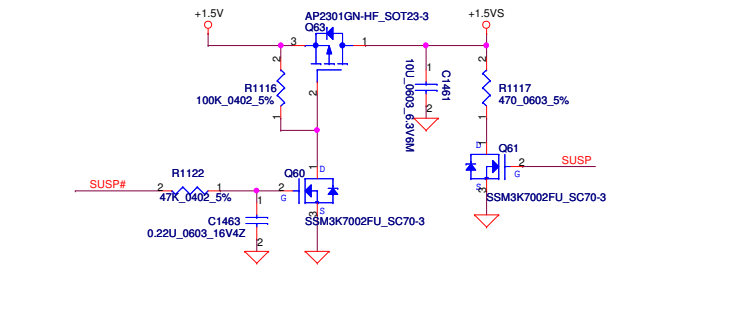 +1.5V
AP2301GN-HF_SOT23-3
Q63
+1.5VS
3
1
2
R1116
100K_0402_5%
1
2
1
C1461
10U_0603_6.3V6M
2
2
R1117
470_0603_5%
1
SUSP#
2
R1122
1
47K_0402_5%
C1463
0.22U_0603_16V4Z
1
2
Q60
1
D
2
G
S
3
SSM3K7002FU_SC70-3
Q61
1
D
2
G
SUSP
S
3
SSM3K7002FU_SC70-3